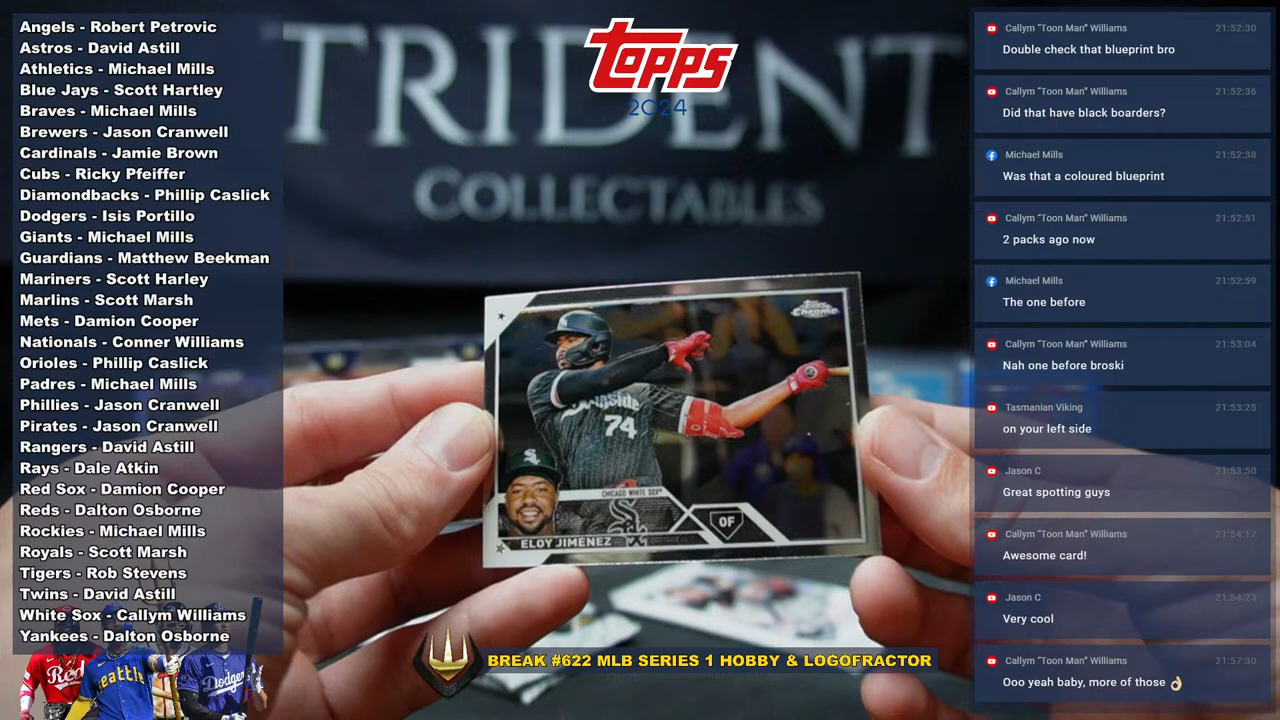 Angels - Robert Petrovic
Astros - David Astill
Athletics - Michael Mills
Blue Jays - Scott Hartley
Braves - Michael Mills
Brewers - Jason Cranwell
Cardinals - Jamie Brown
Cubs - Ricky Pfeiffer
Diamondbacks - Phillip Caslick
Dodgers - Isis Portillo
Giants - Michael Mills
Guardians - Matthew Beekman
Mariners - Scott Harley
Marlins - Scott Marsh
Mets - Damion Cooper
Nationals - Conner Williams
Orioles - Phillip Caslick
Padres - Michael Mills
Phillies - Jason Cranwell
Pirates - Jason Cranwell
Rangers - David Astill
Rays - Dale Atkin
Red Sox - Damion Cooper
Reds - Dalton Osborne
Rockies - Michael Mills
Royals - Scott Marsh
Tigers - Rob Stevens
Twins - David Astill
White Sox - Callym Williams
Yankees - Dalton Osborne
TRIDENT
COLLECTABLES
topps
2024
Topps
Chrome
74
CHICAGO WHITE SOX
Sox
OF
ELOY JIMÉNEZ
BREAK #622 MLB SERIES 1 HOBBY & LOGOFRACTOR
Callym "Toon Man" Williams 21:52:30
Double check that blueprint bro
Callym "Toon Man" Williams 21:52:36
Did that have black boarders?
Michael Mills 21:52:38
Was that a coloured blueprint
Callym "Toon Man" Williams 21:52:51
2 packs ago now
Michael Mills 21:52:59
The one before
Callym "Toon Man" Williams 21:53:04
Nah one before broski
Tasmanian Viking 21:53:25
on your left side
Jason C 21:53:50
Great spotting guys
Callym "Toon Man" Williams 21:54:17
Awesome card!
Jason C 21:54:23
Very cool
Callym "Toon Man" Williams 21:57:30
Ooo yeah baby, more of those 👌🏼